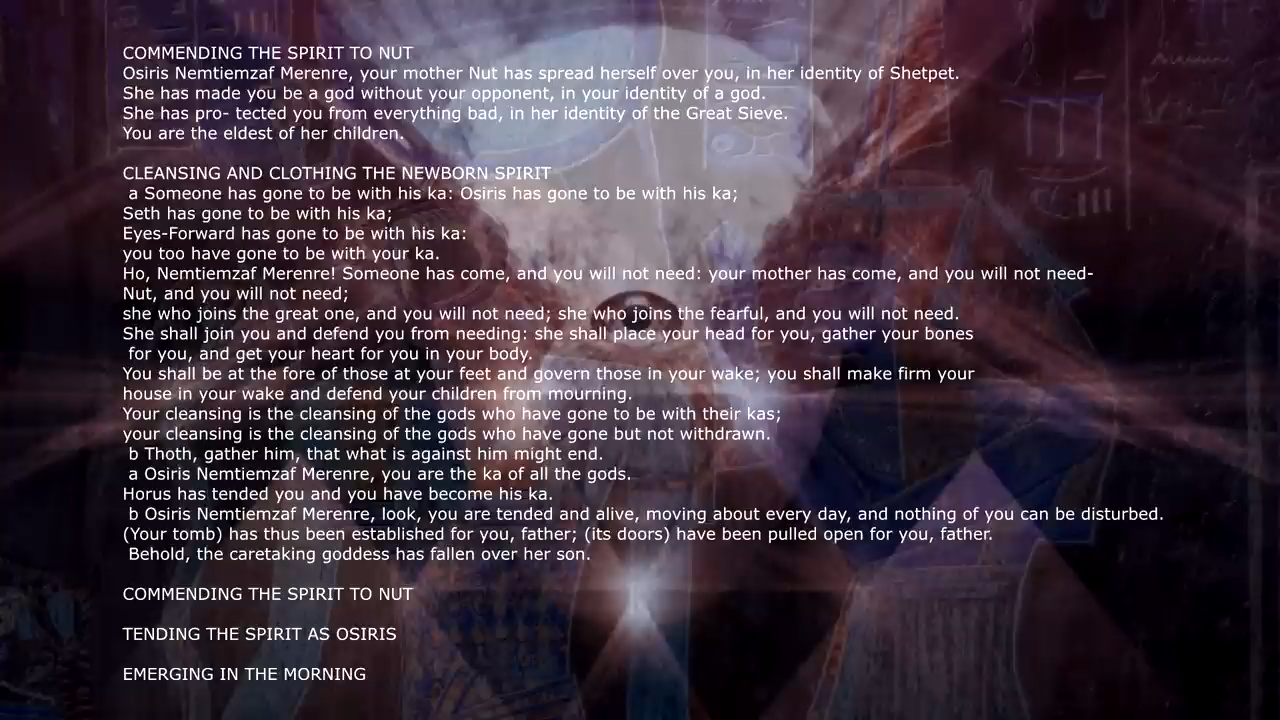 COMMENDING THE SPIRIT TO NUT
Osiris Nemtiemzaf Merenre, your mother Nut has spread herself over you, in her identity of Shetpet.
She has made you be a god without your opponent, in your identity of a god.
She has pro- tected you from everything bad, in her identity of the Great Sieve.
You are the eldest of her children.
CLEANSING AND CLOTHING THE NEWBORN SPIRIT
a Someone has gone to be with his ka: Osiris has gone to be with his ka;
Seth has gone to be with his ka;
Eyes-Forward has gone to be with his ka:
you too have gone to be with your ka.
Ho, Nemtiemzaf Merenre! Someone has come, and you will not need: your mother has come, and you will not need-
Nut, and you will not need;
she who joins the great one, and you will not need; she who joins the fearful, and you will not need.
She shall join you and defend you from needing: she shall place your head for you, gather your bones
for you, and get your heart for you in your body.
You shall be at the fore of those at your feet and govern those in your wake; you shall make firm your
house in your wake and defend your children from mourning.
Your cleansing is the cleansing of the gods who have gone to be with their kas;
your cleansing is the cleansing of the gods who have gone but not withdrawn.
b Thoth, gather him, that what is against him might end.
a Osiris Nemtiemzaf Merenre, you are the ka of all the gods.
Horus has tended you and you have become his ka.
b Osiris Nemtiemzaf Merenre, look, you are tended and alive, moving about every day, and nothing of you can be disturbed.
(Your tomb) has thus been established for you, father; (its doors) have been pulled open for you, father.
Behold, the caretaking goddess has fallen over her son.
COMMENDING THE SPIRIT TO NUT
TENDING THE SPIRIT AS OSIRIS
EMERGING IN THE MORNING